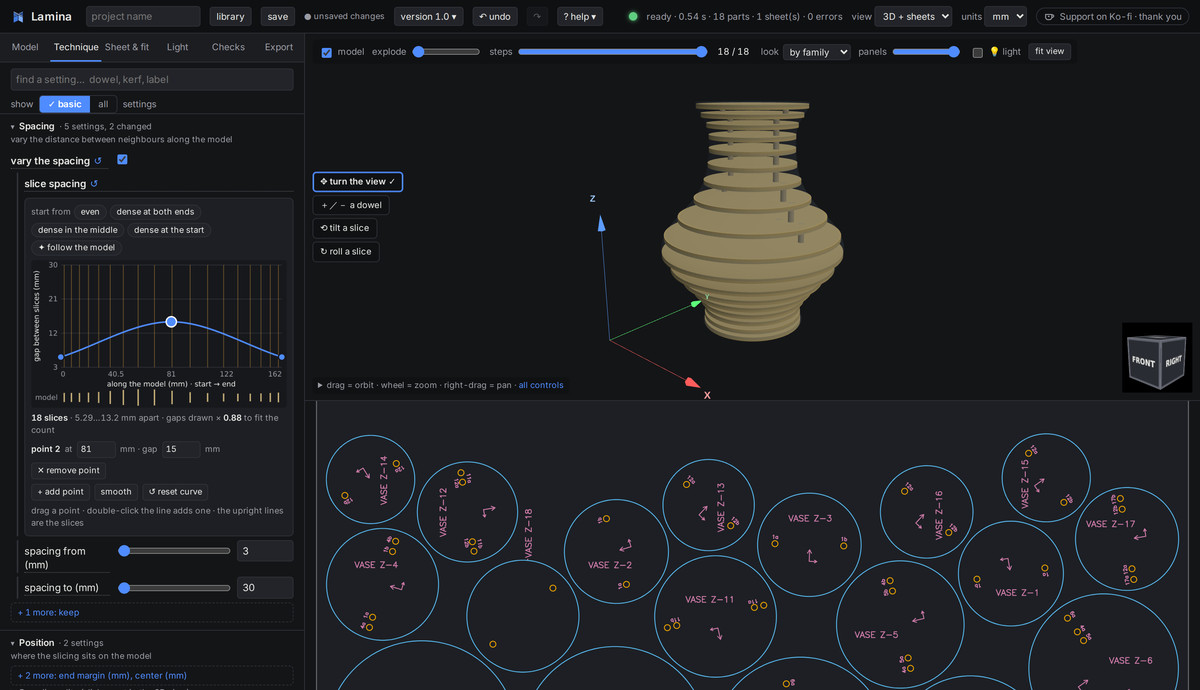 Lamina project name library save unsaved changes version 1.0 ▾ ↶ undo ↷ ? help ▾ ready · 0.54 s · 18 parts · 1 sheet(s) · 0 errors view 3D + sheets units mm Support on Ko-fi · thank you
Model Technique Sheet & fit Light Checks Export
model explode steps 18 / 18 look by family panels 💡 light fit view
find a setting... dowel, kerf, label
show ✓ basic all settings
▾ Spacing · 5 settings, 2 changed
vary the distance between neighbours along the model
vary the spacing ↺
slice spacing ↺
start from even dense at both ends
dense in the middle dense at the start
✦ follow the model
30
21
12
3
gap between slices (mm)
0 40.5 81 122 162
along the model (mm) · start → end
model
18 slices · 5.29…13.2 mm apart · gaps drawn × 0.88 to fit the
count
point 2 at 81 mm · gap 15 mm
✕ remove point
+ add point smooth ↺ reset curve
drag a point · double-click the line adds one · the upright lines
are the slices
spacing from
(mm) 3
spacing to (mm) 30
+ 1 more: keep
▾ Position · 2 settings
where the slicing sits on the model
+ 2 more: end margin (mm), center (mm)
✥ turn the view ✓
+ ／ − a dowel
⟲ tilt a slice
↻ roll a slice
Z
Y
X
FRONT RIGHT
▶ drag = orbit · wheel = zoom · right-drag = pan · all controls
VASE Z-14
VASE Z-12
VASE Z-18
VASE Z-13
VASE Z-3
VASE Z-16
VASE Z-15
VASE Z-17
VASE Z-4
VASE Z-2
VASE Z-11
VASE Z-5
VASE Z-1
VASE Z-6